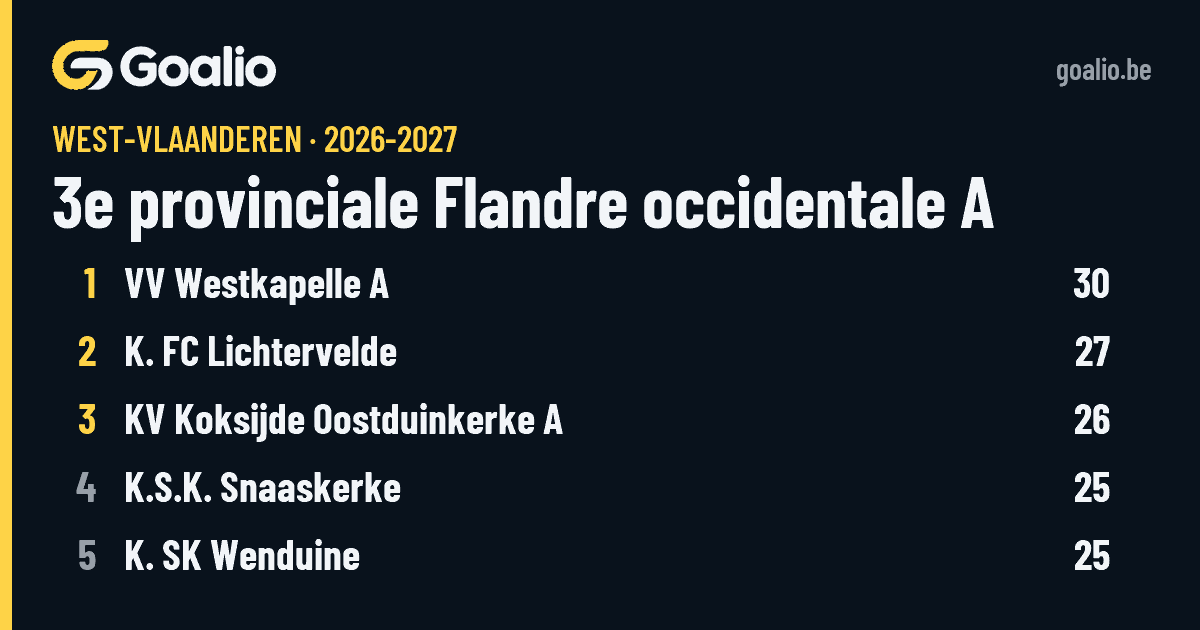 Goalio
goalio.be
WEST-VLAANDEREN · 2026-2027
3e provinciale Flandre occidentale A
1 VV Westkapelle A 30
2 K. FC Lichtervelde 27
3 KV Koksijde Oostduinkerke A 26
4 K.S.K. Snaaskerke 25
5 K. SK Wenduine 25